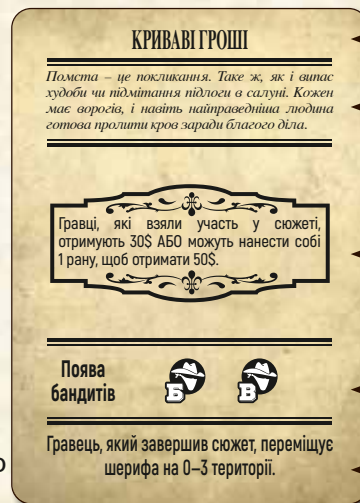 КРИВАВІ ГРОШІ
Помста – це покликання. Таке ж, як і випас
худоби чи підмітання підлоги в салуні. Кожен
має ворогів, і навіть найправедніша людина
готова пролити кров заради благого діла.
Гравці, які взяли участь у сюжеті,
отримують 30$ АБО можуть нанести собі
1 рану, щоб отримати 50$.
Поява
бандитів
Б
В
Гравець, який завершив сюжет, переміщує
шерифа на 0–3 території.